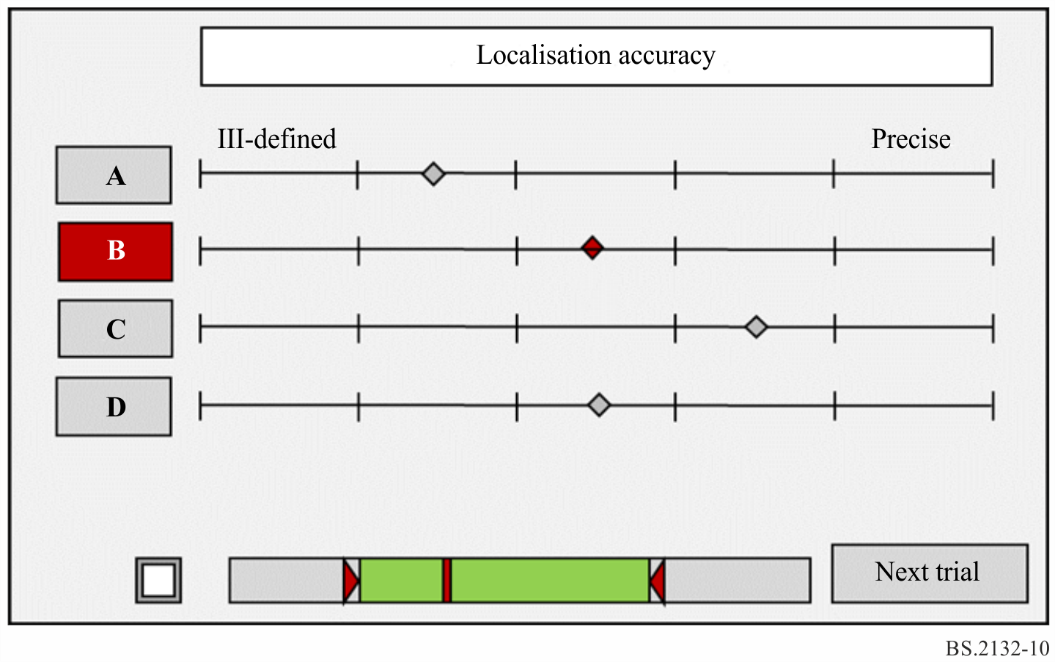 Localisation accuracy
III-defined Precise
A
B
C
D
Next trial
BS.2132-10